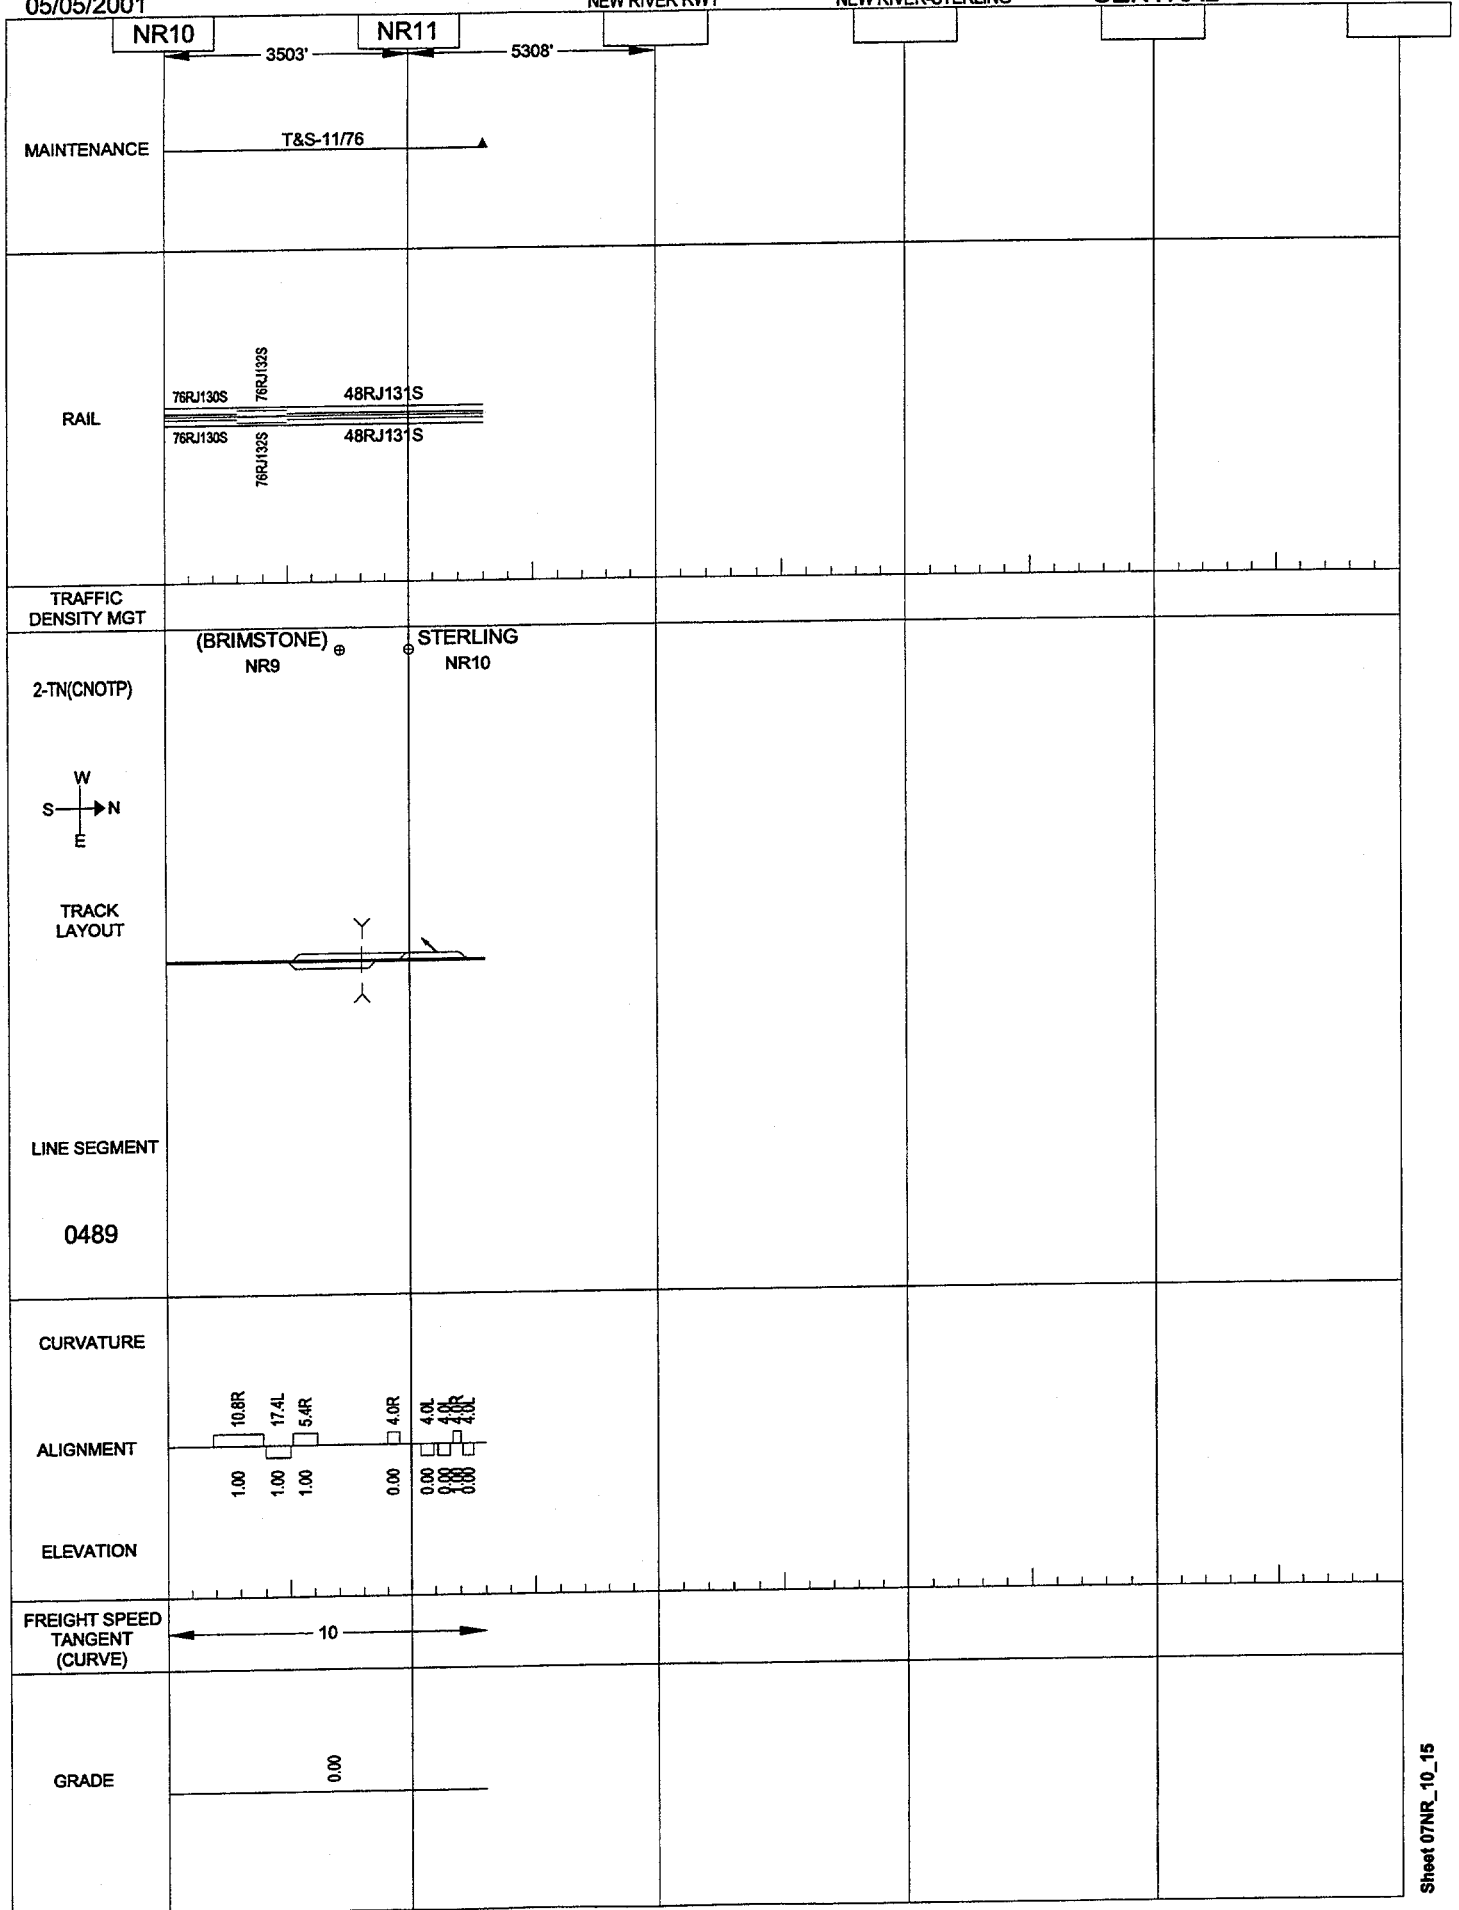 05/05/2001
NEW RIVER RWY
NEW RIVER-STERLING
NR10
NR11
3503'
5308'
MAINTENANCE
T&S-11/76
RAIL
76RJ130S
76RJ132S
48RJ131S
76RJ130S
76RJ132S
48RJ131S
TRAFFIC
DENSITY MGT
(BRIMSTONE)
NR9
STERLING
NR10
2-TN(CNOTP)
W
S
N
E
TRACK
LAYOUT
LINE SEGMENT
0489
CURVATURE
10.8R
17.4L
5.4R
4.0R
4.0L
4.0L
4.0R
4.0L
ALIGNMENT
1.00
1.00
1.00
0.00
0.00
0.00
1.00
0.00
ELEVATION
FREIGHT SPEED
TANGENT
(CURVE)
10
GRADE
0.00
Sheet 07NR_10_15